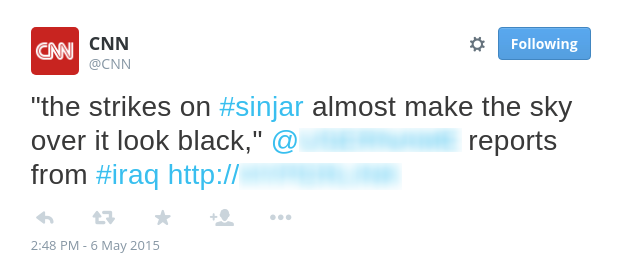 CNN
CNN
@CNN
Following
"the strikes on #sinjar almost make the sky
over it look black," @ reports
from #iraq http://
2:48 PM - 6 May 2015